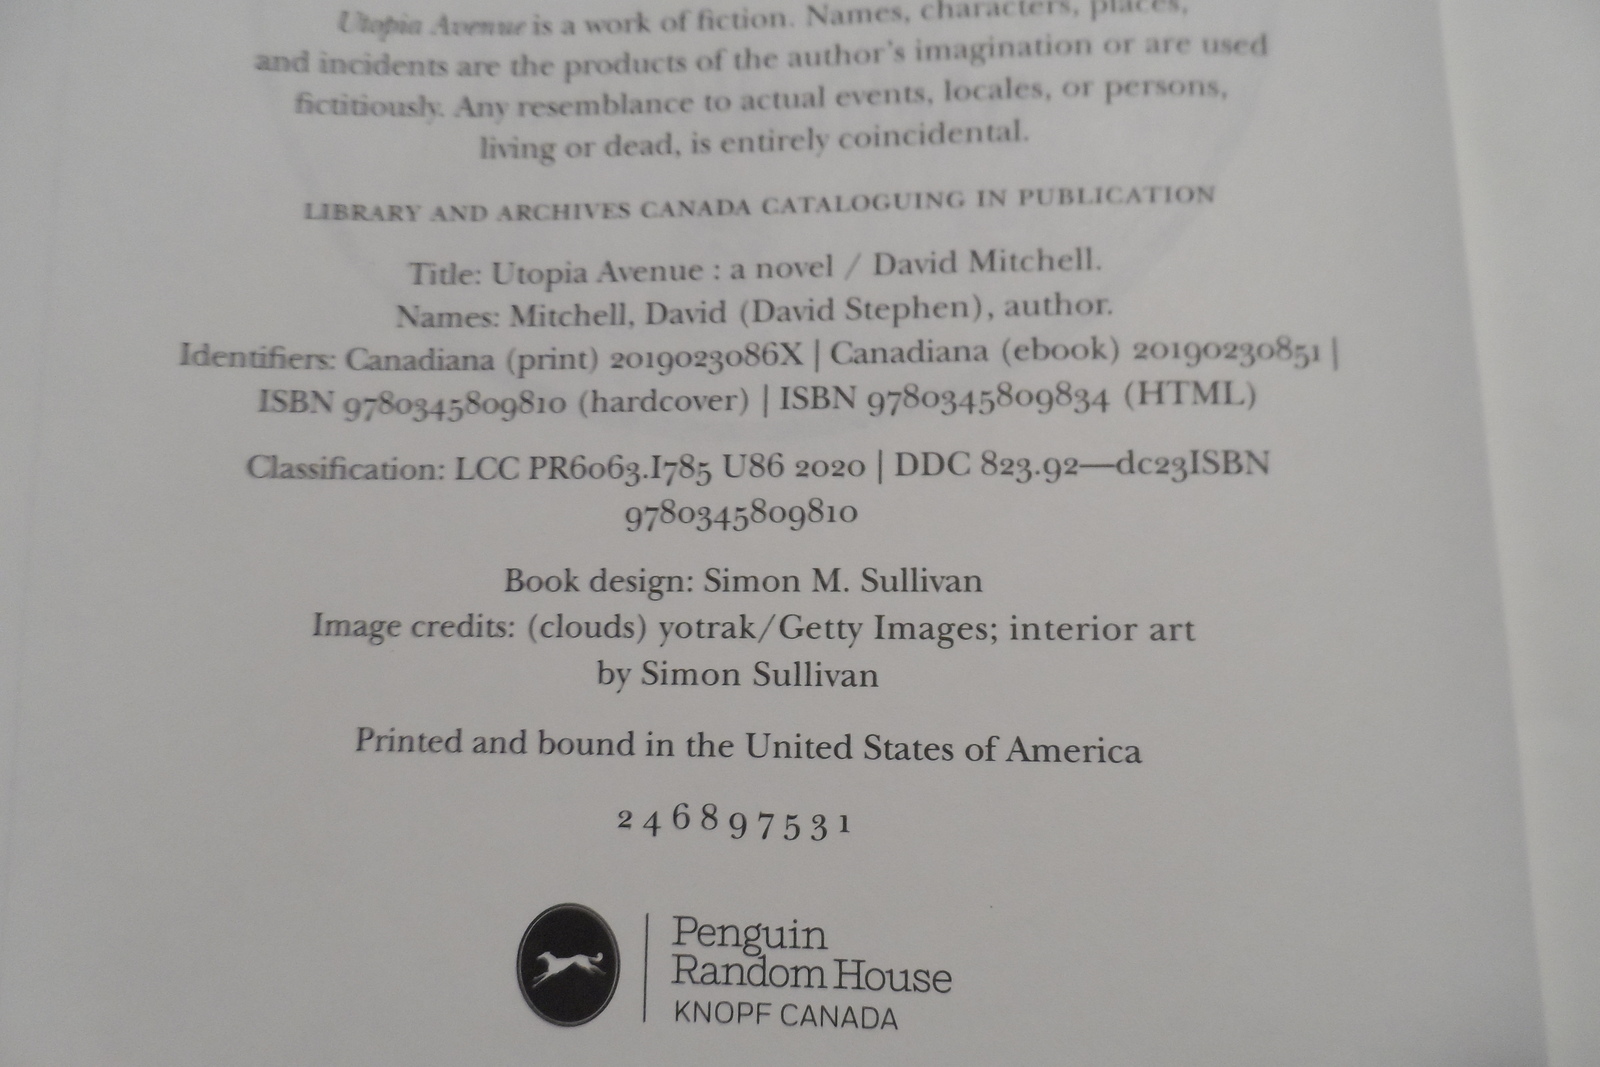 Utopia Avenue is a work of fiction. Names, characters, places,
and incidents are the products of the author's imagination or are used
fictitiously. Any resemblance to actual events, locales, or persons,
living or dead, is entirely coincidental.
LIBRARY AND ARCHIVES CANADA CATALOGUING IN PUBLICATION
Title: Utopia Avenue : a novel / David Mitchell.
Names: Mitchell, David (David Stephen), author.
Identifiers: Canadiana (print) 2019023086X | Canadiana (ebook) 20190230851 |
ISBN 9780345809810 (hardcover) | ISBN 9780345809834 (HTML)
Classification: LCC PR6063.I785 U86 2020 | DDC 823.92—dc23ISBN
9780345809810
Book design: Simon M. Sullivan
Image credits: (clouds) yotrak/Getty Images; interior art
by Simon Sullivan
Printed and bound in the United States of America
2 4 6 8 9 7 5 3 1
Penguin
Random House
KNOPF CANADA